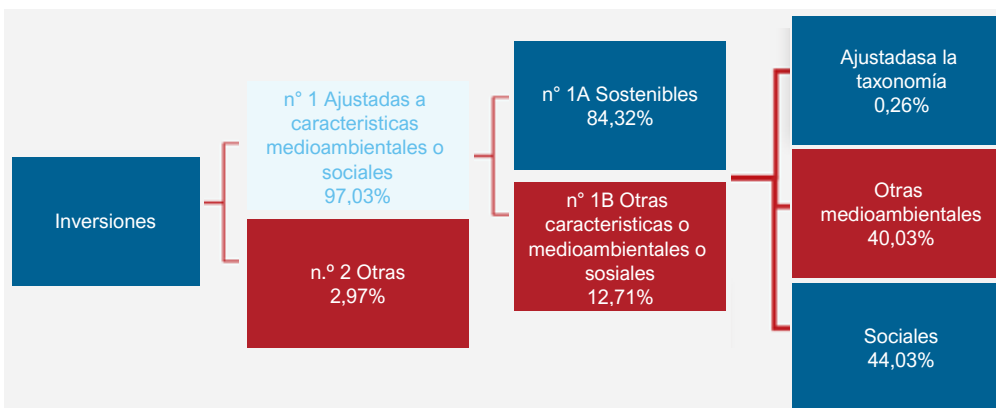 Inversiones
n° 1 Ajustadas a
caracteristicas
medioambientales o
sociales
97,03%
n.º 2 Otras
2,97%
n° 1A Sostenibles
84,32%
n° 1B Otras
caracteristicas o
medioambientales o
sosiales
12,71%
Ajustadasa la
taxonomía
0,26%
Otras
medioambientales
40,03%
Sociales
44,03%